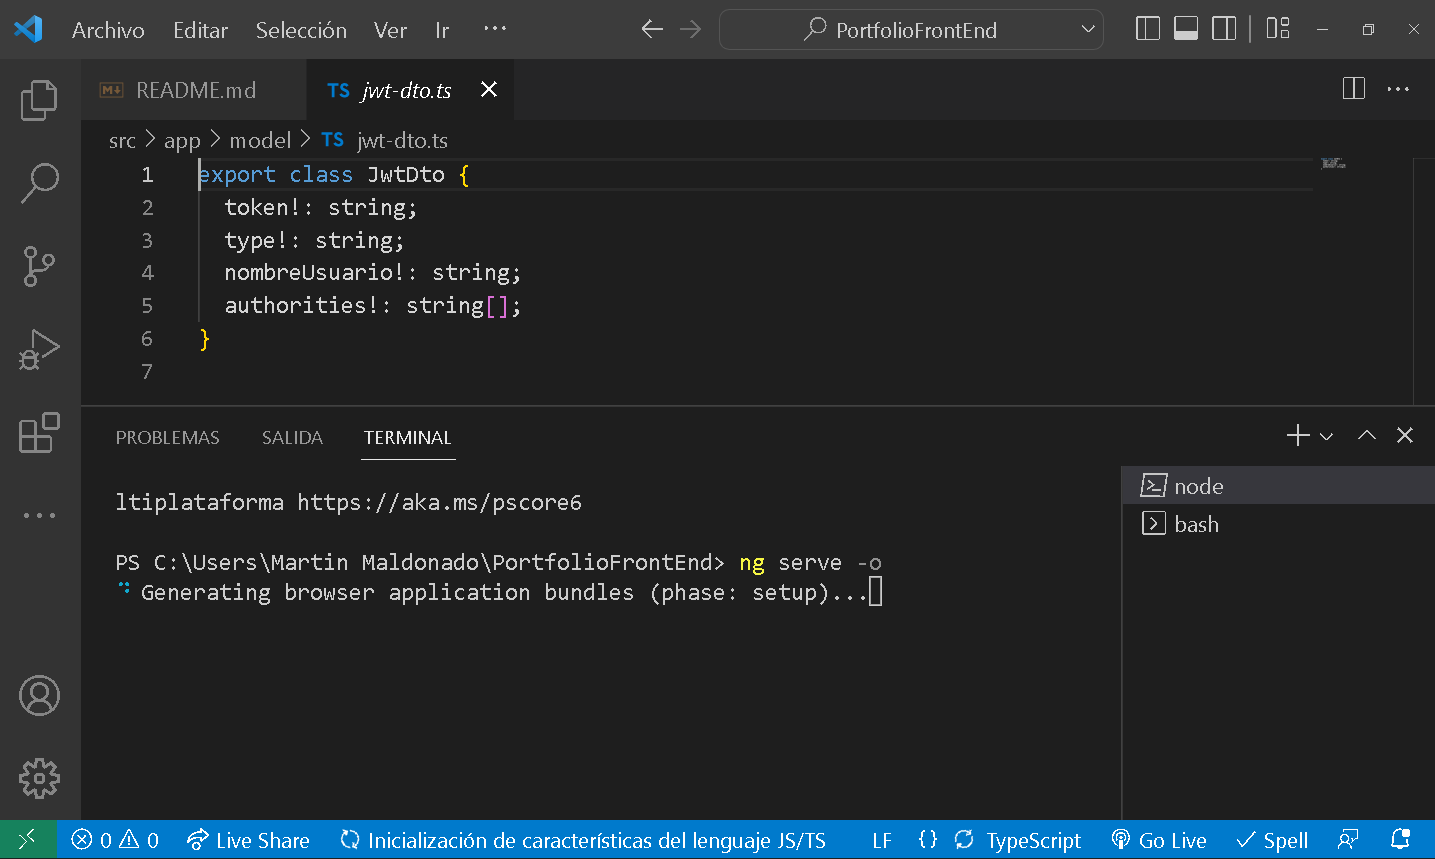 Archivo Editar Selección Ver Ir ··· PortfolioFrontEnd
README.md TS jwt-dto.ts
src > app > model > TS jwt-dto.ts
1 export class JwtDto {
2 token!: string;
3 type!: string;
4 nombreUsuario!: string;
5 authorities!: string[];
6 }
7
PROBLEMAS SALIDA TERMINAL
ltiplataforma https://aka.ms/pscore6
PS C:\Users\Martin Maldonado\PortfolioFrontEnd> ng serve -o
Generating browser application bundles (phase: setup)...
node
bash
0 0 Live Share Inicialización de características del lenguaje JS/TS LF {} TypeScript Go Live Spell